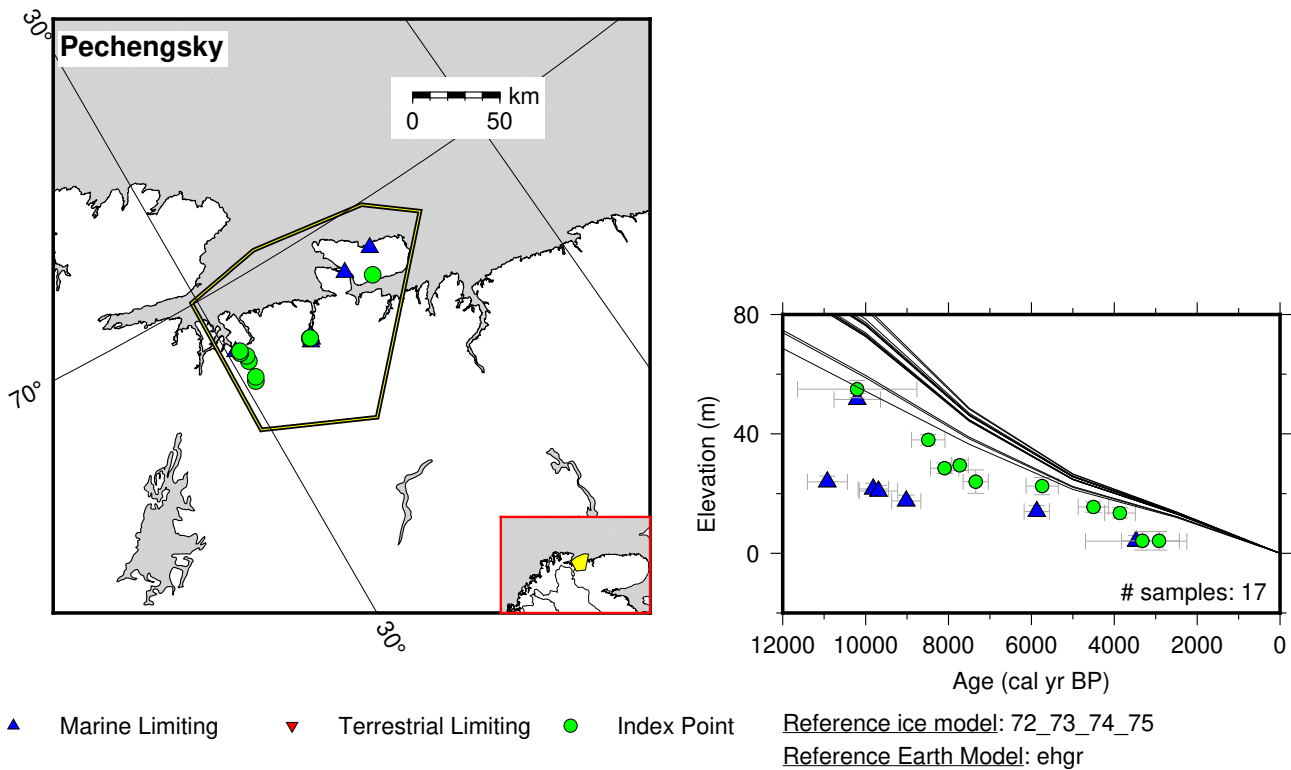 30°
Pechengsky
km
0 50
70°
30°
80
40
0
Elevation (m)
# samples: 17
12000 10000 8000 6000 4000 2000 0
Age (cal yr BP)
Marine Limiting Terrestrial Limiting Index Point
Reference ice model: 72_73_74_75
Reference Earth Model: ehgr